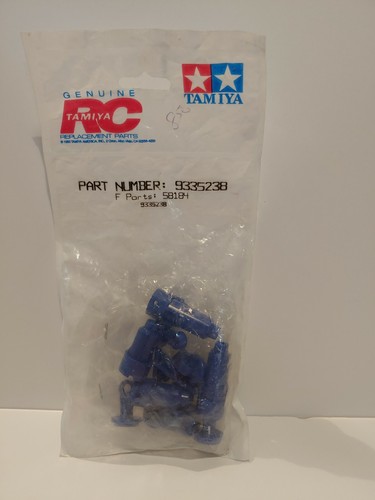 GENUINE
RC
TAMIYA
REPLACEMENT PARTS
TAMIYA
PART NUMBER: 9335238
F Parts: 58184
9335238